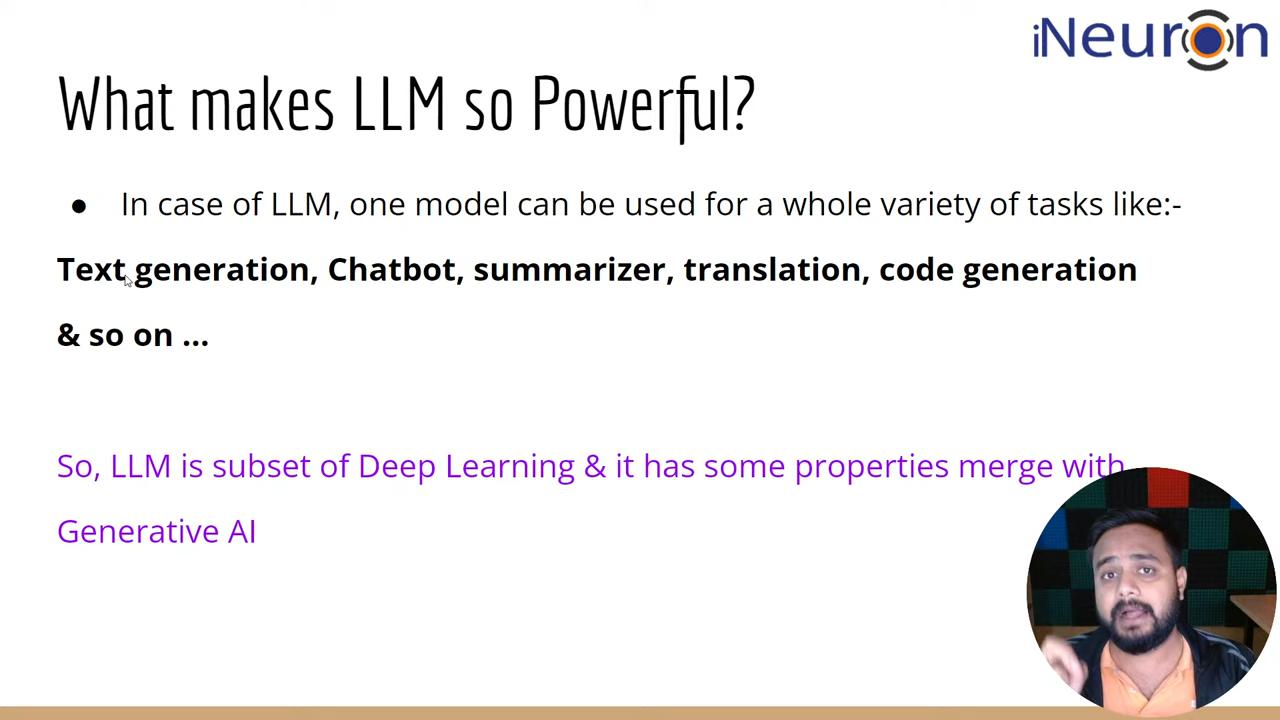 iNeuron
What makes LLM so Powerful?
● In case of LLM, one model can be used for a whole variety of tasks like:-
Text generation, Chatbot, summarizer, translation, code generation
& so on ...
So, LLM is subset of Deep Learning & it has some properties merge with
Generative AI